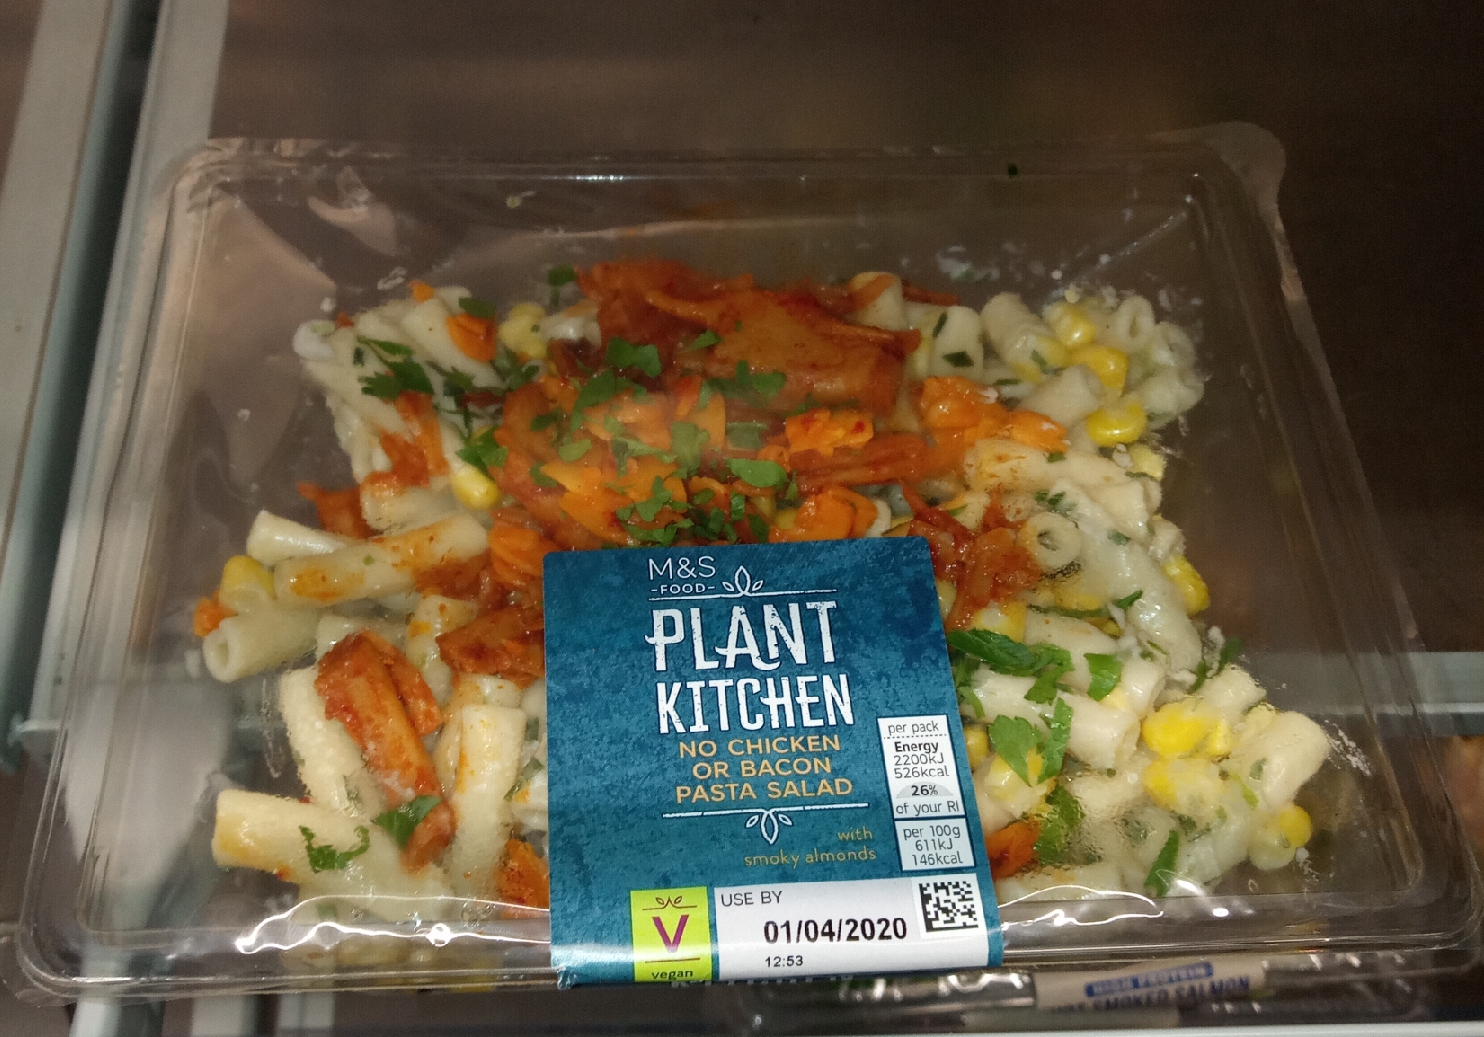 M&S
-FOOD-
PLANT
KITCHEN
NO CHICKEN
OR BACON
PASTA SALAD
with
smoky almonds
per pack
Energy
2200kJ
526kcal
26%
of your RI
per 100g
611kJ
146kcal
V
vegan
USE BY
01/04/2020
12:53
SMOKED SALMON